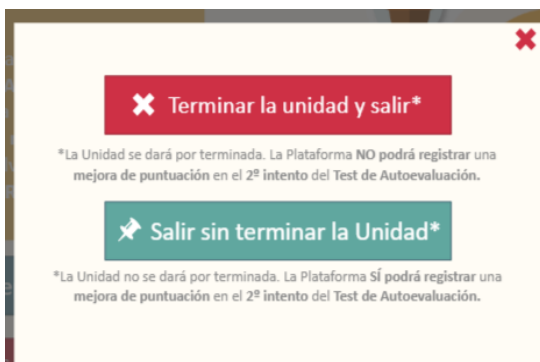 Terminar la unidad y salir*
*La Unidad se dará por terminada. La Plataforma NO podrá registrar una
mejora de puntuación en el 2º intento del Test de Autoevaluación.
Salir sin terminar la Unidad*
*La Unidad no se dará por terminada. La Plataforma SÍ podrá registrar una
mejora de puntuación en el 2º intento del Test de Autoevaluación.